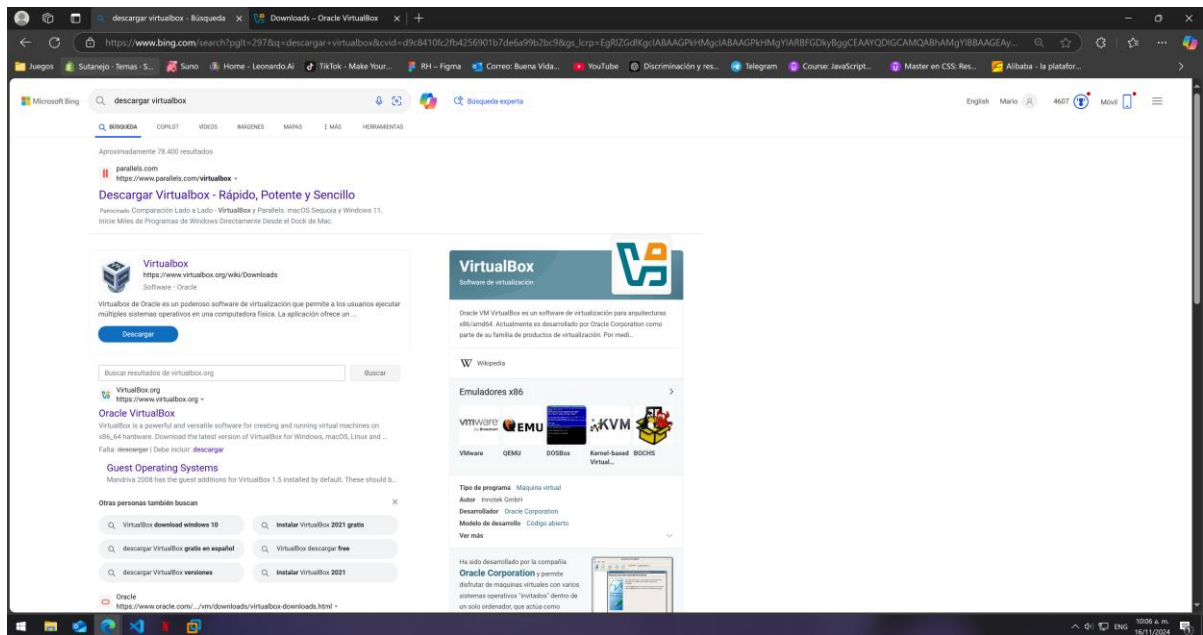 descargar virtualbox - Búsqueda
Downloads – Oracle VirtualBox
https://www.bing.com/search?pglt=297&q=descargar+virtualbox&cvid=d9c8410fc2fb4256901b7de6a99b2bc9&gs_lcrp=EgRlZGdlKgcIABAAGPkHMgcIABAAGPkHMgYIARBFGDkyBggCEAAYQDIGCAMQABhAMgYIBBAAGEAy...
Juegos
Sutanejo - Temas - S...
Suno
Home - Leonardo.Ai
TikTok - Make Your...
RH – Figma
Correo: Buena Vida...
YouTube
Discriminación y res...
Telegram
Course: JavaScript...
Master en CSS: Res...
Alibaba - la platafor...
Microsoft Bing
descargar virtualbox
Búsqueda experta
English
Mario
4607
Móvil
BÚSQUEDA
COPILOT
VÍDEOS
IMÁGENES
MAPAS
MÁS
HERRAMIENTAS
Aproximadamente 78.400 resultados
parallels.com
https://www.parallels.com/virtualbox
Descargar Virtualbox - Rápido, Potente y Sencillo
Patrocinado Comparación Lado a Lado - VirtualBox y Parallels. macOS Sequoia y Windows 11.
Inicie Miles de Programas de Windows Directamente Desde el Dock de Mac.
Virtualbox
https://www.virtualbox.org/wiki/Downloads
Software - Oracle
Virtualbox de Oracle es un poderoso software de virtualización que permite a los usuarios ejecutar
múltiples sistemas operativos en una computadora física. La aplicación ofrece un ...
Descargar
Buscar resultados de virtualbox.org
Buscar
VirtualBox.org
https://www.virtualbox.org
Oracle VirtualBox
VirtualBox is a powerful and versatile software for creating and running virtual machines on
x86_64 hardware. Download the latest version of VirtualBox for Windows, macOS, Linux and ...
Falta: descargar | Debe incluir: descargar
Guest Operating Systems
Mandriva 2008 has the guest additions for VirtualBox 1.5 installed by default. These should b...
Otras personas también buscan
VirtualBox download windows 10
instalar VirtualBox 2021 gratis
descargar VirtualBox gratis en español
VirtualBox descargar free
descargar VirtualBox versiones
instalar VirtualBox 2021
Oracle
https://www.oracle.com/.../vm/downloads/virtualbox-downloads.html
VirtualBox
Software de virtualización
Oracle VM VirtualBox es un software de virtualización para arquitecturas
x86/amd64. Actualmente es desarrollado por Oracle Corporation como
parte de su familia de productos de virtualización. Por medi...
W Wikipedia
Emuladores x86
vmware
by Broadcom
QEMU
KVM
VMware
QEMU
DOSBox
Kernel-based
Virtual...
BOCHS
Tipo de programa Máquina virtual
Autor Innotek GmbH
Desarrollador Oracle Corporation
Modelo de desarrollo Código abierto
Ver más
Ha sido desarrollado por la compañía
Oracle Corporation y permite
disfrutar de máquinas virtuales con varios
sistemas operativos "invitados" dentro de
un solo ordenador, que actúa como
ENG
10:06 a. m.
16/11/2024